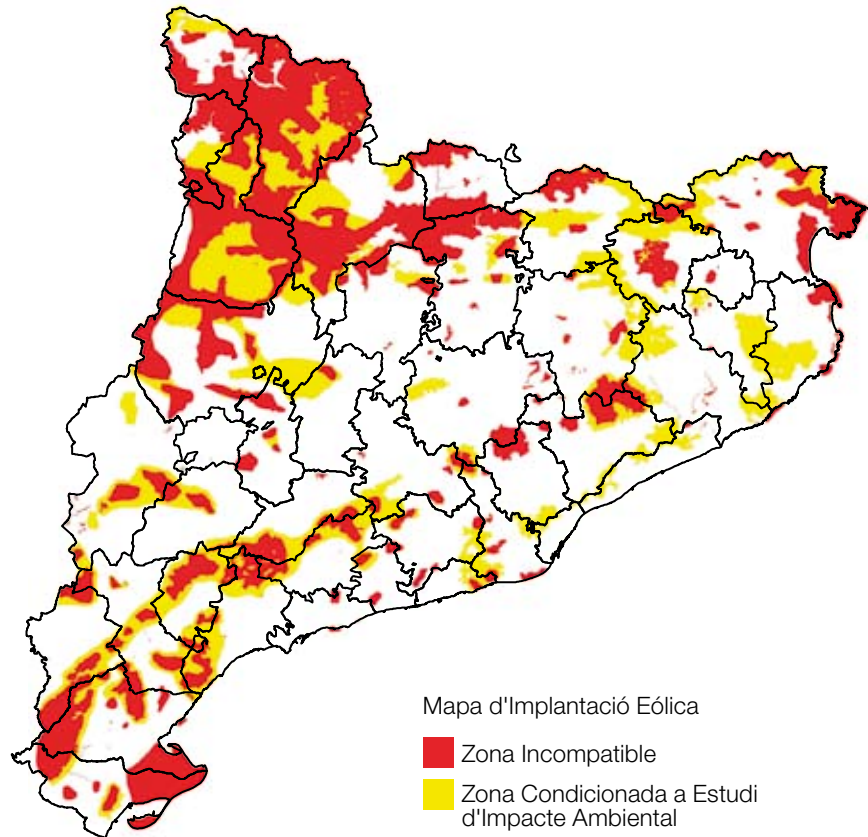 Mapa d'Implantació Eólica
Zona Incompatible
Zona Condicionada a Estudi
d'Impacte Ambiental